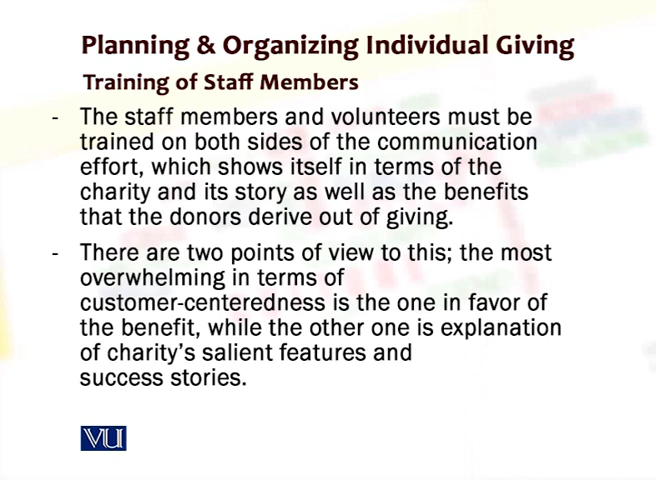 Planning & Organizing Individual Giving
Training of Staff Members
- The staff members and volunteers must be
trained on both sides of the communication
effort, which shows itself in terms of the
charity and its story as well as the benefits
that the donors derive out of giving.
- There are two points of view to this; the most
overwhelming in terms of
customer-centeredness is the one in favor of
the benefit, while the other one is explanation
of charity's salient features and
success stories.
VU